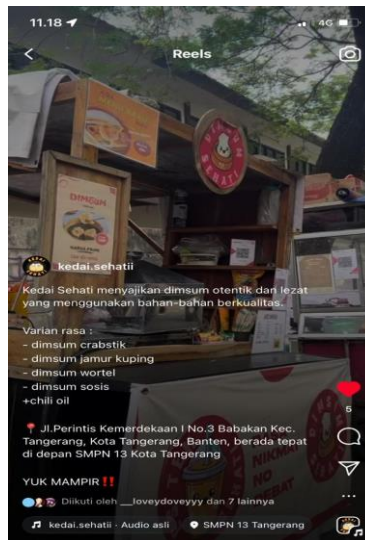 11.18
4G
Reels
DIMSUM
SEHATI
DIMSUM
kedai.sehatii
Kedai Sehati menyajikan dimsum otentik dan lezat
yang menggunakan bahan-bahan berkualitas.
Varian rasa :
- dimsum crabstik
- dimsum jamur kuping
- dimsum wortel
- dimsum sosis
+chili oil
Jl.Perintis Kemerdekaan I No.3 Babakan Kec.
Tangerang, Kota Tangerang, Banten, berada tepat
di depan SMPN 13 Kota Tangerang
YUK MAMPIR ‼️
Diikuti oleh __loveydoveyyy dan 7 lainnya
kedai.sehatii · Audio asli
SMPN 13 Tangerang
5
NIKMAT
NO